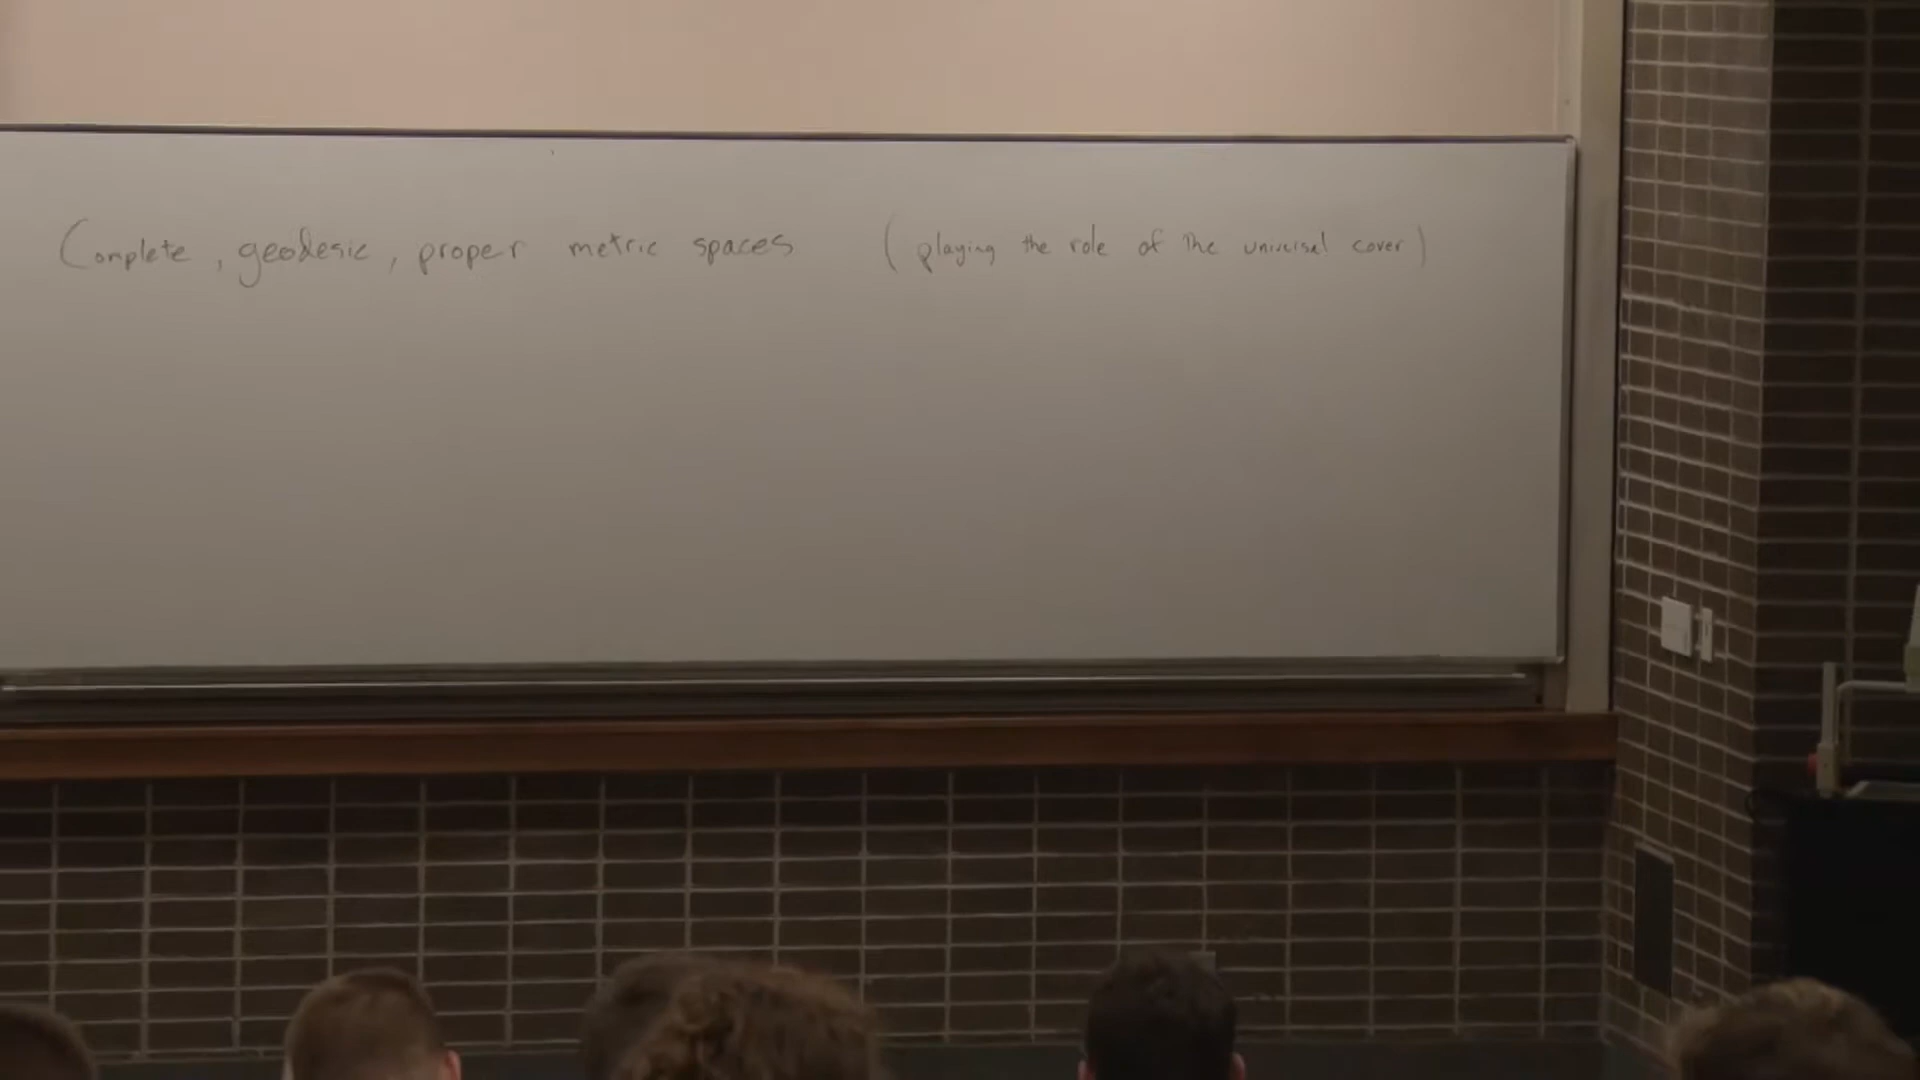 Complete, geodesic, proper metric spaces (playing the role of the universal cover)